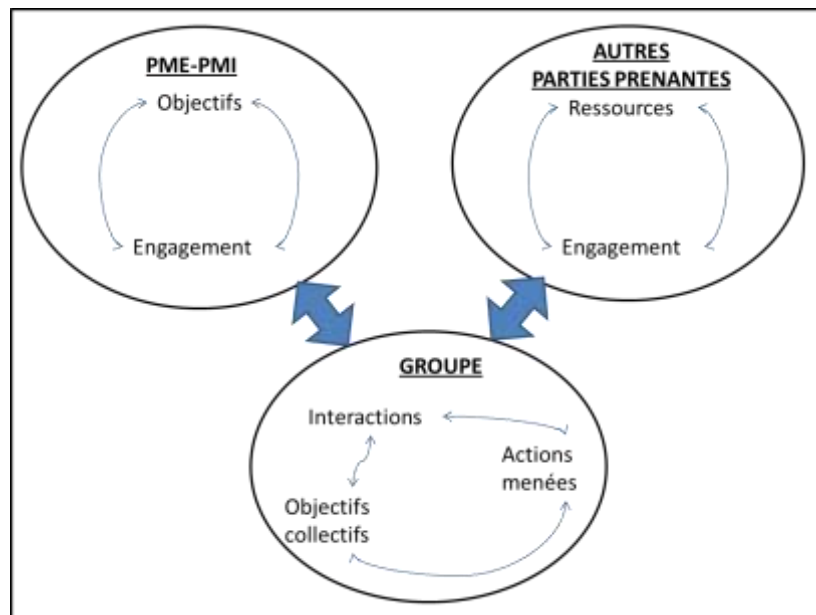 PME-PMI
Objectifs
Engagement
AUTRES
PARTIES PRENANTES
Ressources
Engagement
GROUPE
Interactions
Actions
menées
Objectifs
collectifs